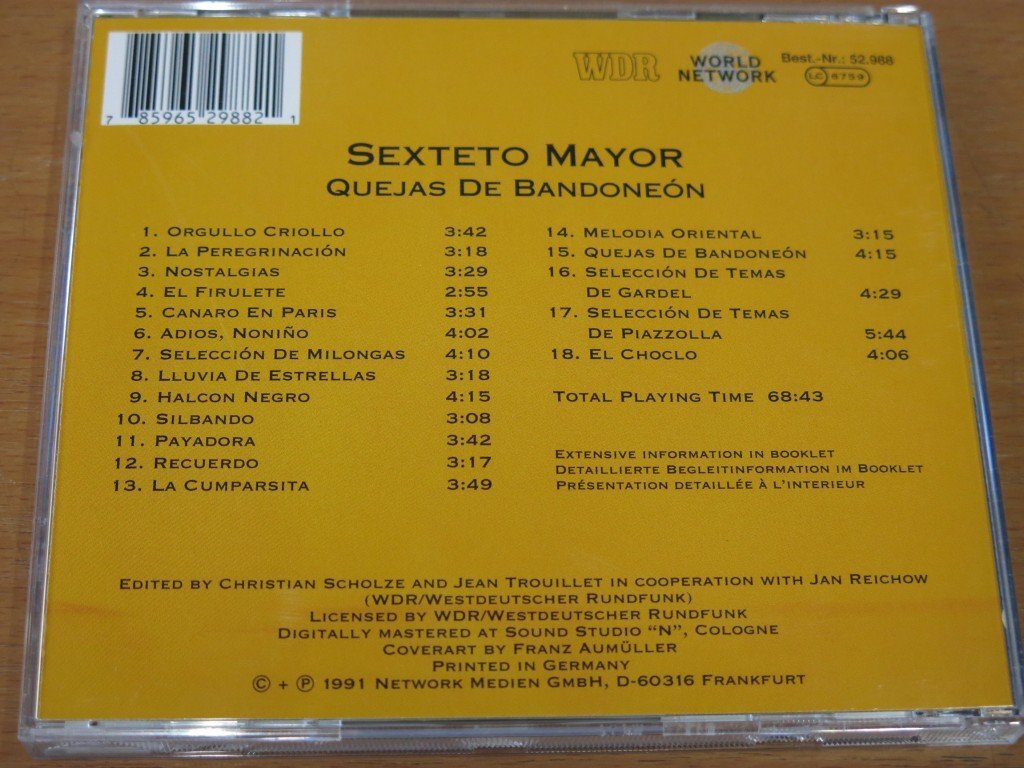 7 85965 29882 1
WDR
WORLD NETWORK
Best.-Nr.: 52.988
LC 6759
SEXTETO MAYOR
QUEJAS DE BANDONEÓN
1. ORGULLO CRIOLLO 3:42
2. LA PEREGRINACIÓN 3:18
3. NOSTALGIAS 3:29
4. EL FIRULETE 2:55
5. CANARO EN PARIS 3:31
6. ADIOS, NONIÑO 4:02
7. SELECCIÓN DE MILONGAS 4:10
8. LLUVIA DE ESTRELLAS 3:18
9. HALCON NEGRO 4:15
10. SILBANDO 3:08
11. PAYADORA 3:42
12. RECUERDO 3:17
13. LA CUMPARSITA 3:49
14. MELODIA ORIENTAL 3:15
15. QUEJAS DE BANDONEÓN 4:15
16. SELECCIÓN DE TEMAS
DE GARDEL 4:29
17. SELECCIÓN DE TEMAS
DE PIAZZOLLA 5:44
18. EL CHOCLO 4:06
TOTAL PLAYING TIME 68:43
EXTENSIVE INFORMATION IN BOOKLET
DETAILLIERTE BEGLEITINFORMATION IM BOOKLET
PRÉSENTATION DETAILLÉE À L'INTERIEUR
EDITED BY CHRISTIAN SCHOLZE AND JEAN TROUILLET IN COOPERATION WITH JAN REICHOW
(WDR/WESTDEUTSCHER RUNDFUNK)
LICENSED BY WDR/WESTDEUTSCHER RUNDFUNK
DIGITALLY MASTERED AT SOUND STUDIO "N", COLOGNE
COVERART BY FRANZ AUMÜLLER
PRINTED IN GERMANY
© + ℗ 1991 NETWORK MEDIEN GMBH, D-60316 FRANKFURT